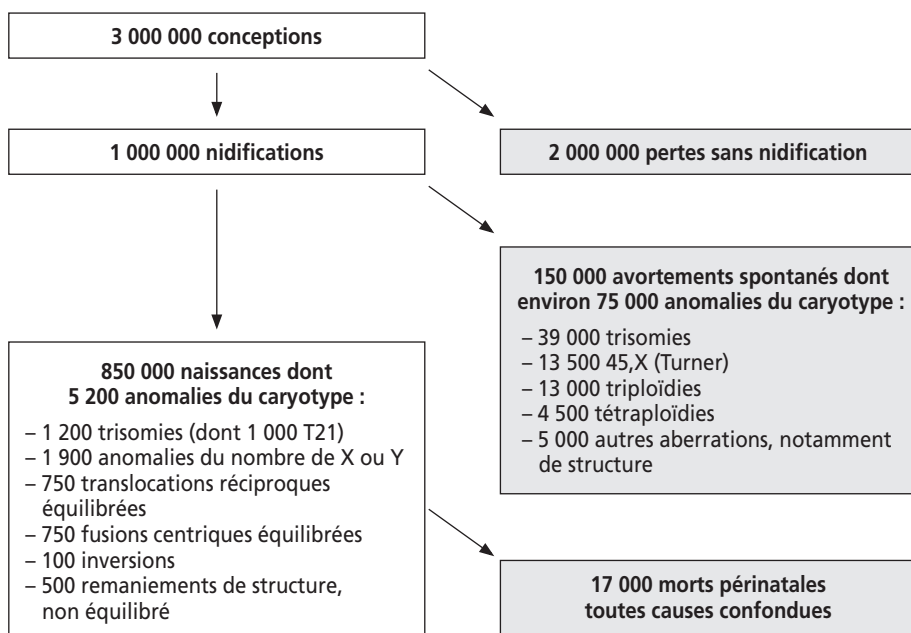 3 000 000 conceptions
1 000 000 nidifications
2 000 000 pertes sans nidification
150 000 avortements spontanés dont
environ 75 000 anomalies du caryotype :
– 39 000 trisomies
– 13 500 45,X (Turner)
– 13 000 triploïdies
– 4 500 tétraploïdies
– 5 000 autres aberrations, notamment
de structure
850 000 naissances dont
5 200 anomalies du caryotype :
– 1 200 trisomies (dont 1 000 T21)
– 1 900 anomalies du nombre de X ou Y
– 750 translocations réciproques
équilibrées
– 750 fusions centriques équilibrées
– 100 inversions
– 500 remaniements de structure,
non équilibré
17 000 morts périnatales
toutes causes confondues